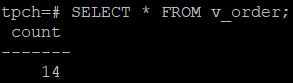 tpch=# SELECT * FROM v_order;
count
-------
14